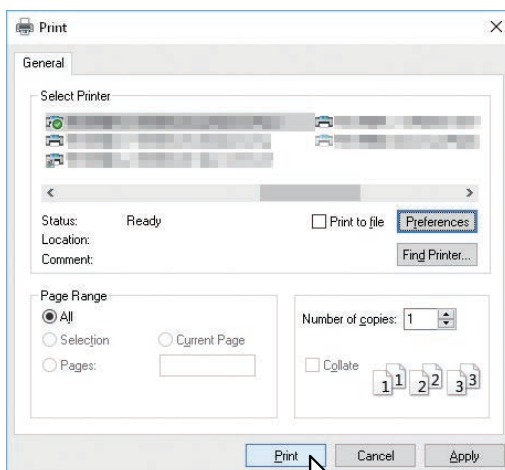 Print
General
Select Printer
Status: Ready
Print to file
Preferences
Location:
Comment:
Find Printer...
Page Range
All
Selection
Current Page
Pages:
Number of copies: 1
Collate
1 1 2 2 3 3
Print
Cancel
Apply